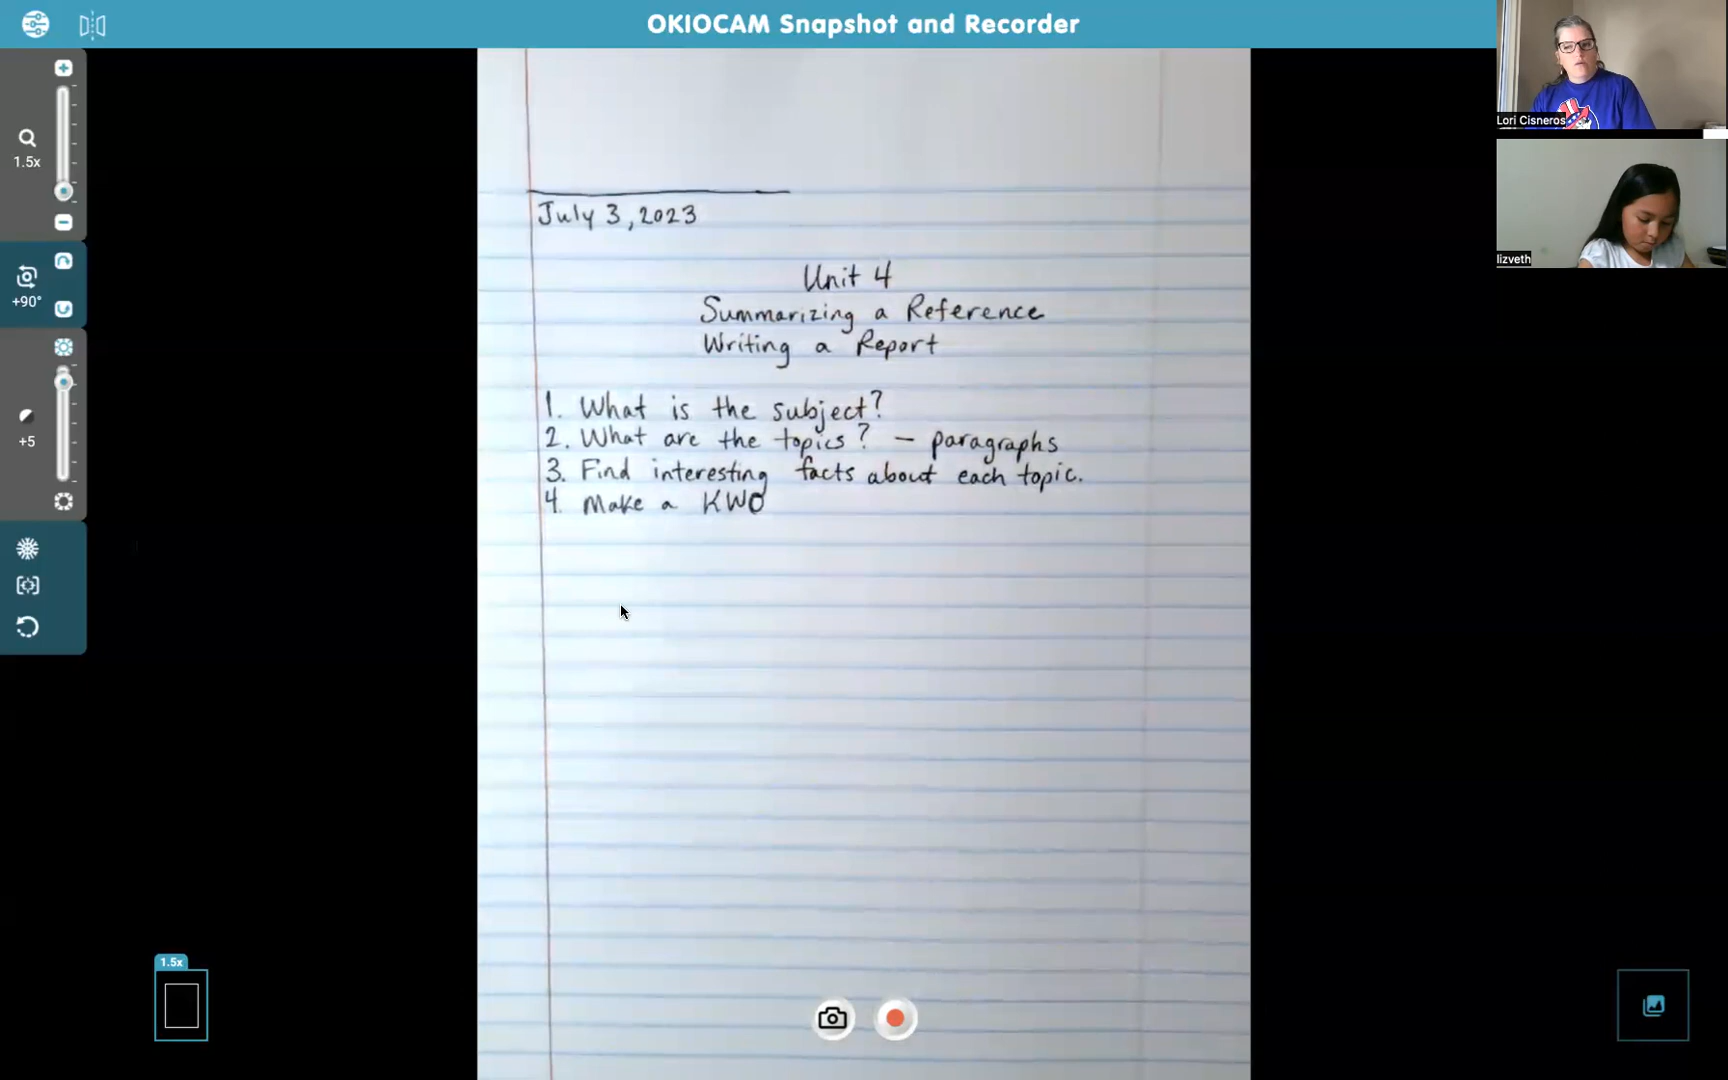 OKIOCAM Snapshot and Recorder
Lori Cisneros
lizveth
1.5x
+90°
+5
July 3, 2023
Unit 4
Summarizing a Reference
Writing a Report
1. What is the subject?
2. What are the topics? - paragraphs
3. Find interesting facts about each topic.
4. Make a KWO
1.5x